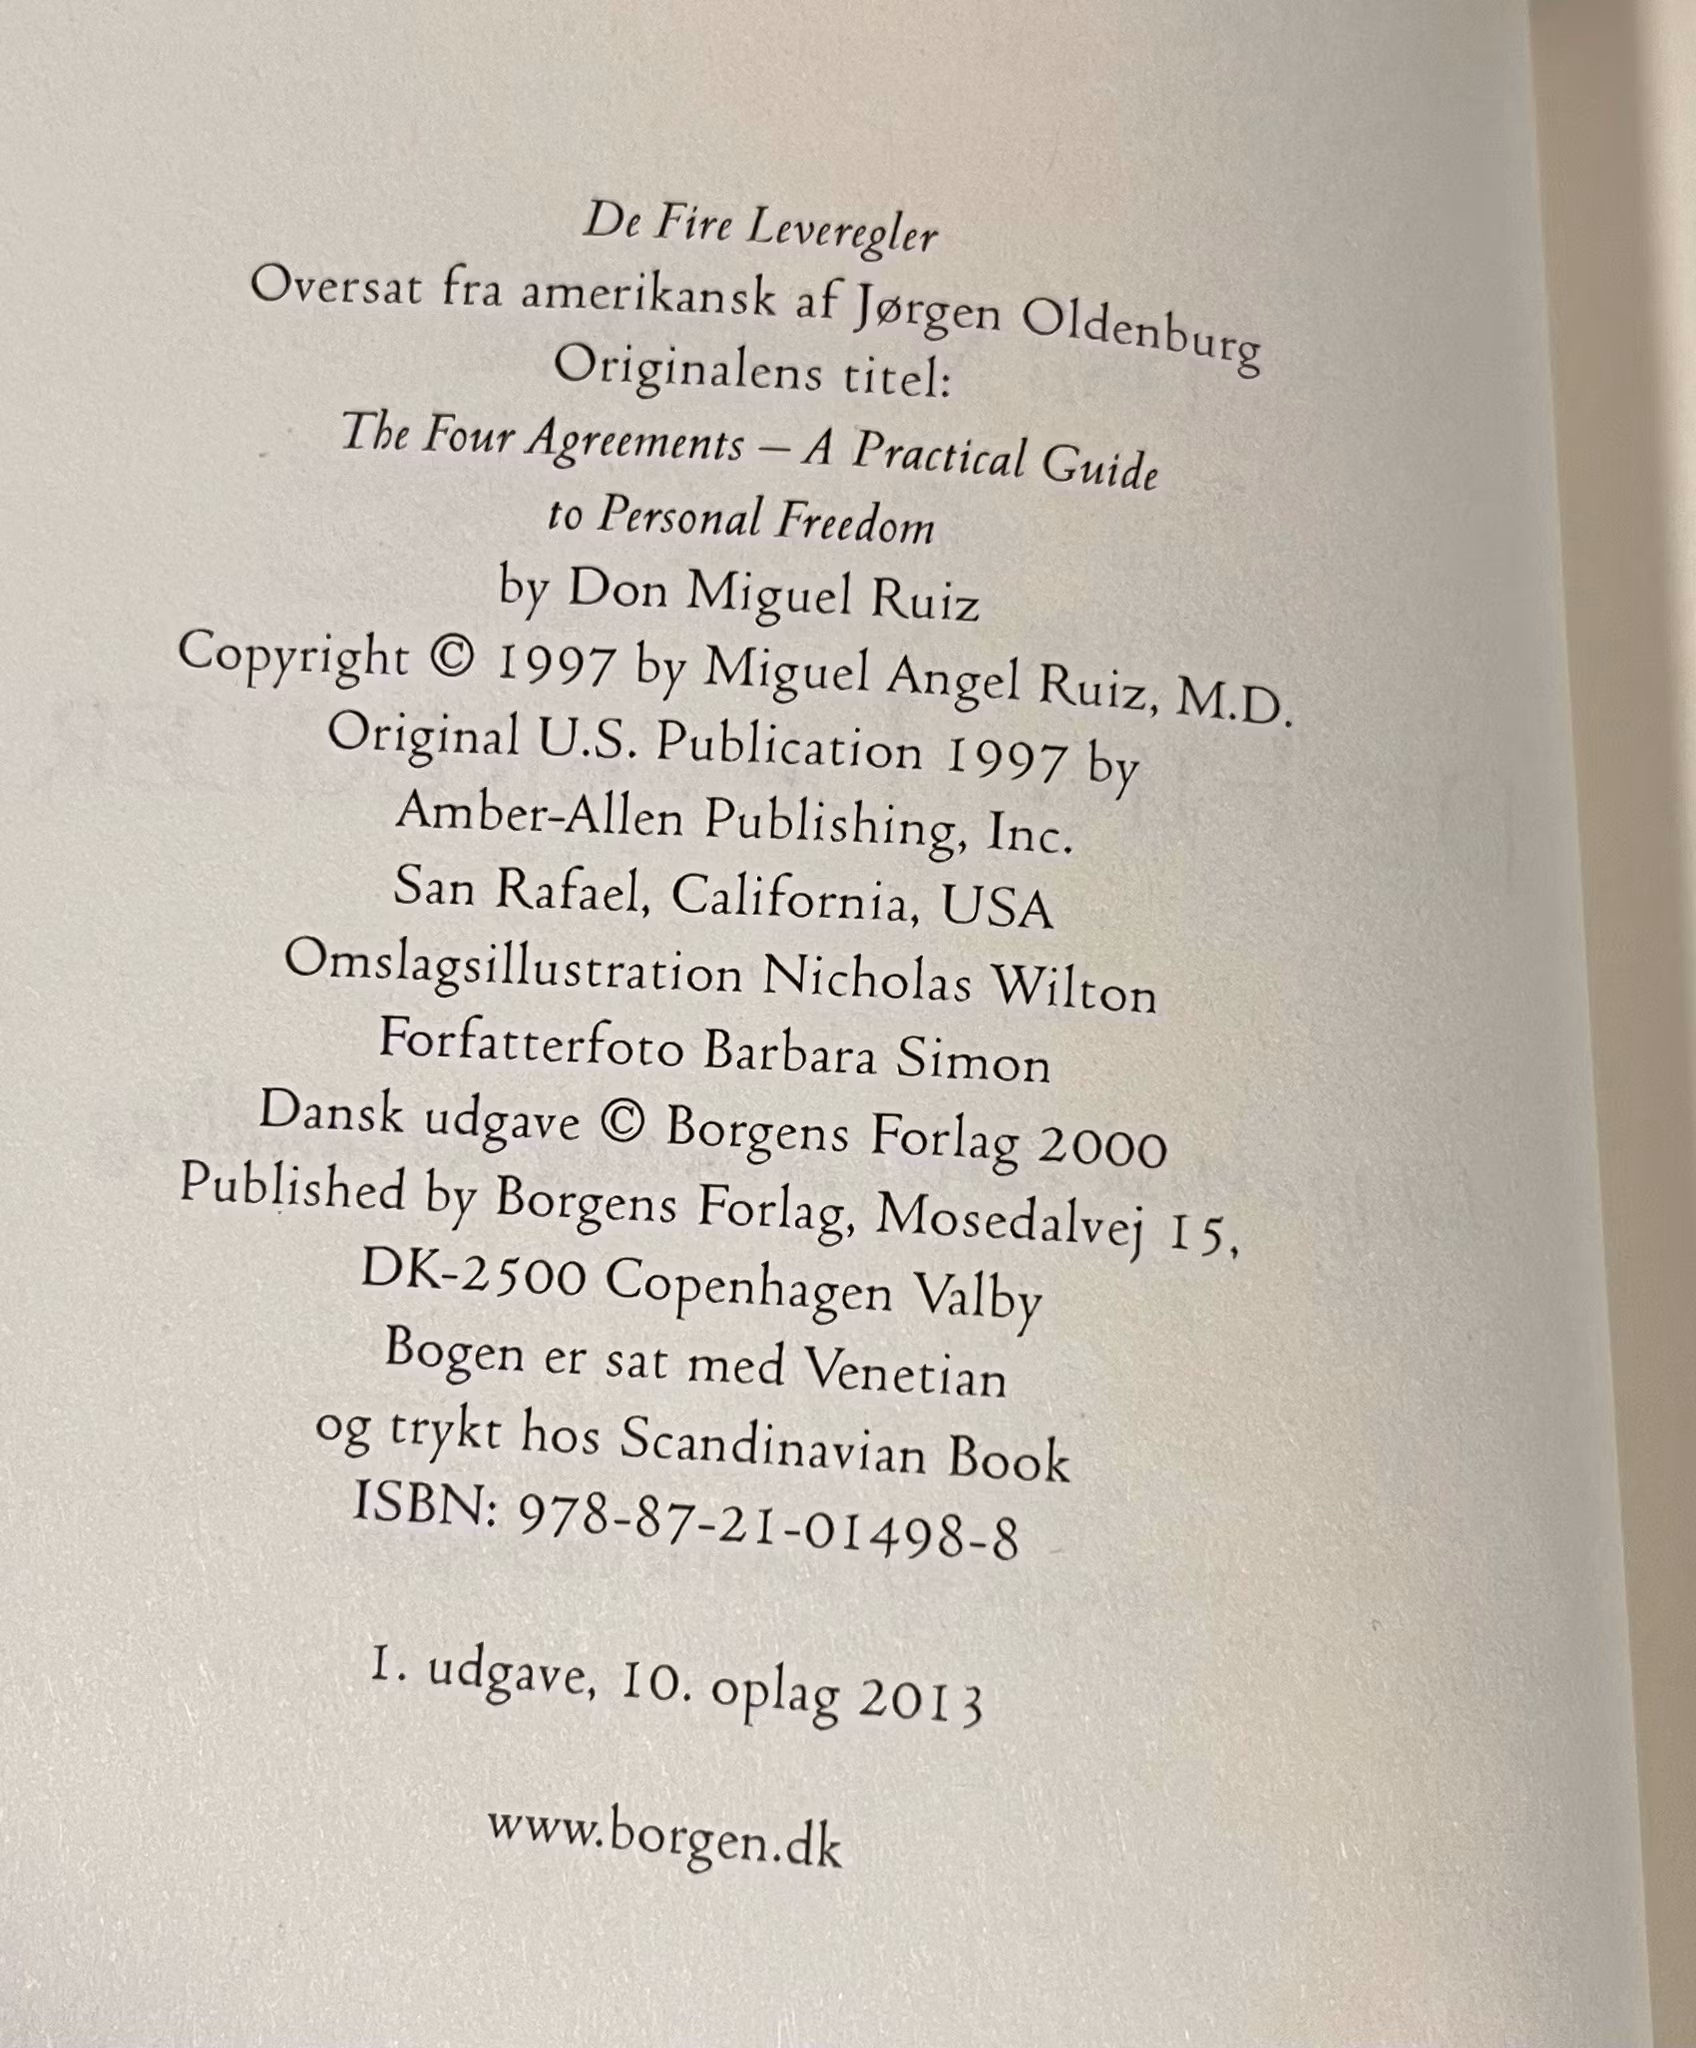 De Fire Leveregler
Oversat fra amerikansk af Jørgen Oldenburg
Originalens titel:
The Four Agreements – A Practical Guide
to Personal Freedom
by Don Miguel Ruiz
Copyright © 1997 by Miguel Angel Ruiz, M.D.
Original U.S. Publication 1997 by
Amber-Allen Publishing, Inc.
San Rafael, California, USA
Omslagsillustration Nicholas Wilton
Forfatterfoto Barbara Simon
Dansk udgave © Borgens Forlag 2000
Published by Borgens Forlag, Mosedalvej 15,
DK-2500 Copenhagen Valby
Bogen er sat med Venetian
og trykt hos Scandinavian Book
ISBN: 978-87-21-01498-8
1. udgave, 10. oplag 2013
www.borgen.dk